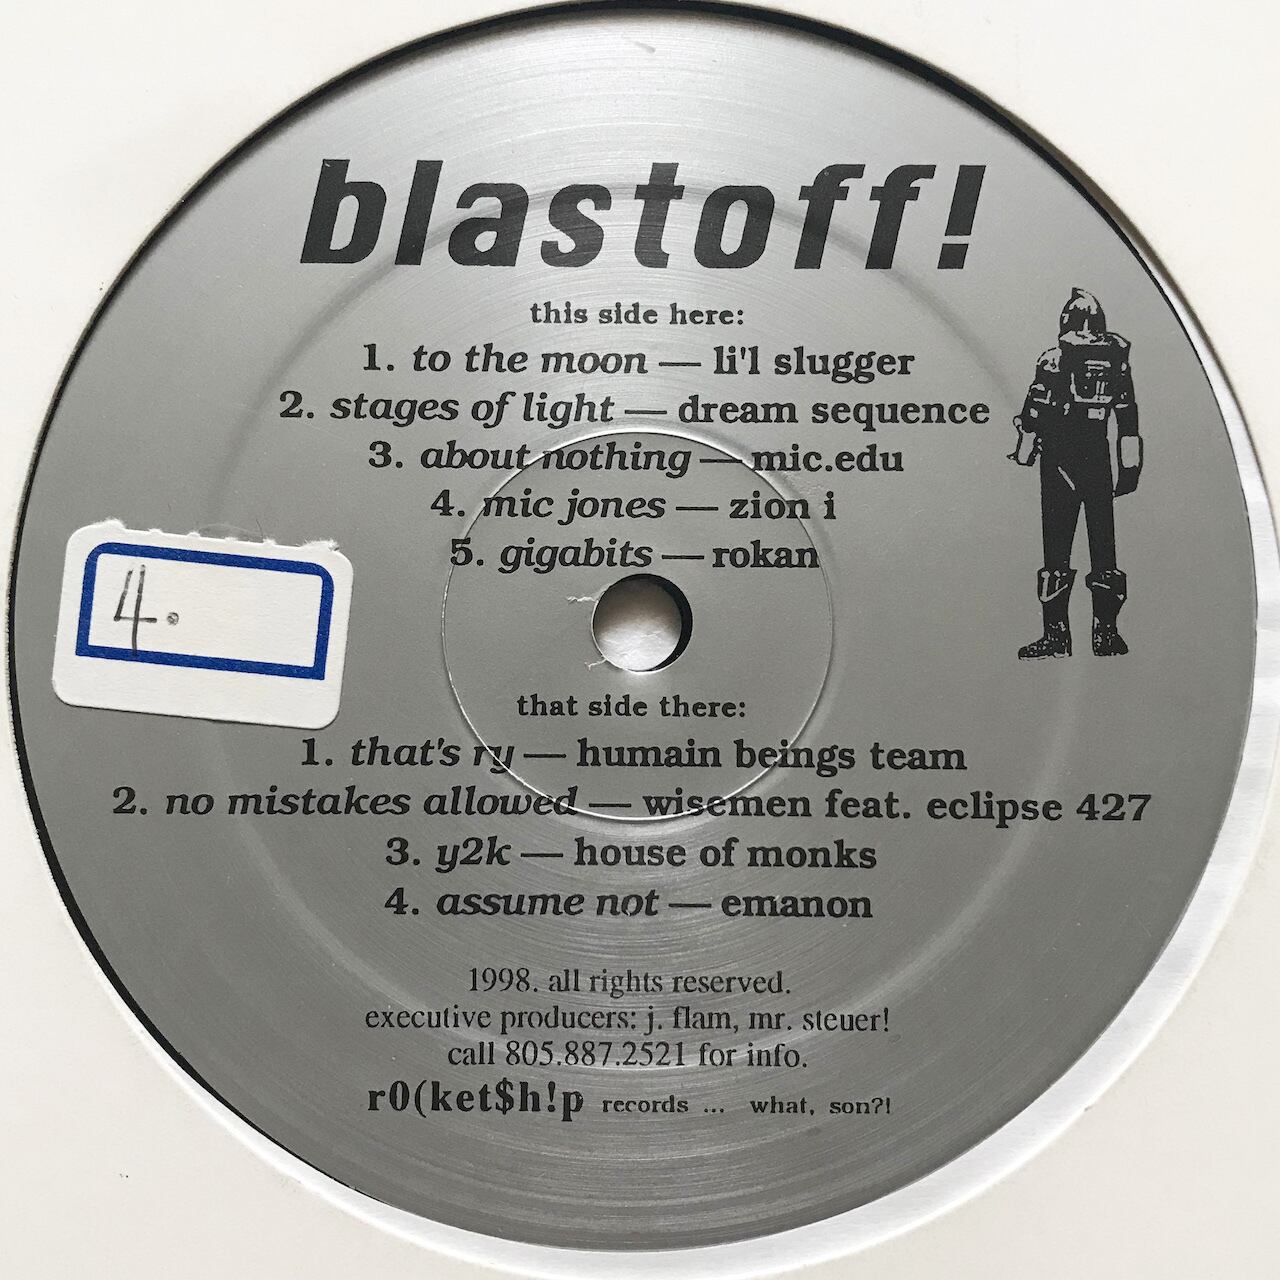 blastoff!
this side here:
1. to the moon — li'l slugger
2. stages of light — dream sequence
3. about nothing — mic.edu
4. mic jones — zion i
5. gigabits — rokan
4.
that side there:
1. that's ry — humain beings team
2. no mistakes allowed — wisemen feat. eclipse 427
3. y2k — house of monks
4. assume not — emanon
1998. all rights reserved.
executive producers: j. flam, mr. steuer!
call 805.887.2521 for info.
r0(ket$h!p records ... what, son?!